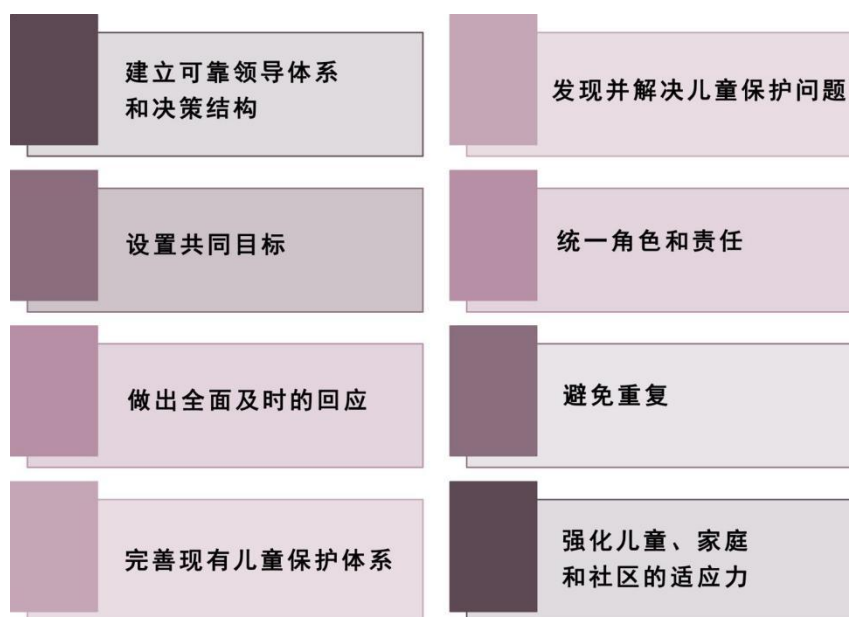 建立可靠领导体系
和决策结构
发现并解决儿童保护问题
设置共同目标
统一角色和责任
做出全面及时的回应
避免重复
完善现有儿童保护体系
强化儿童、家庭
和社区的适应力